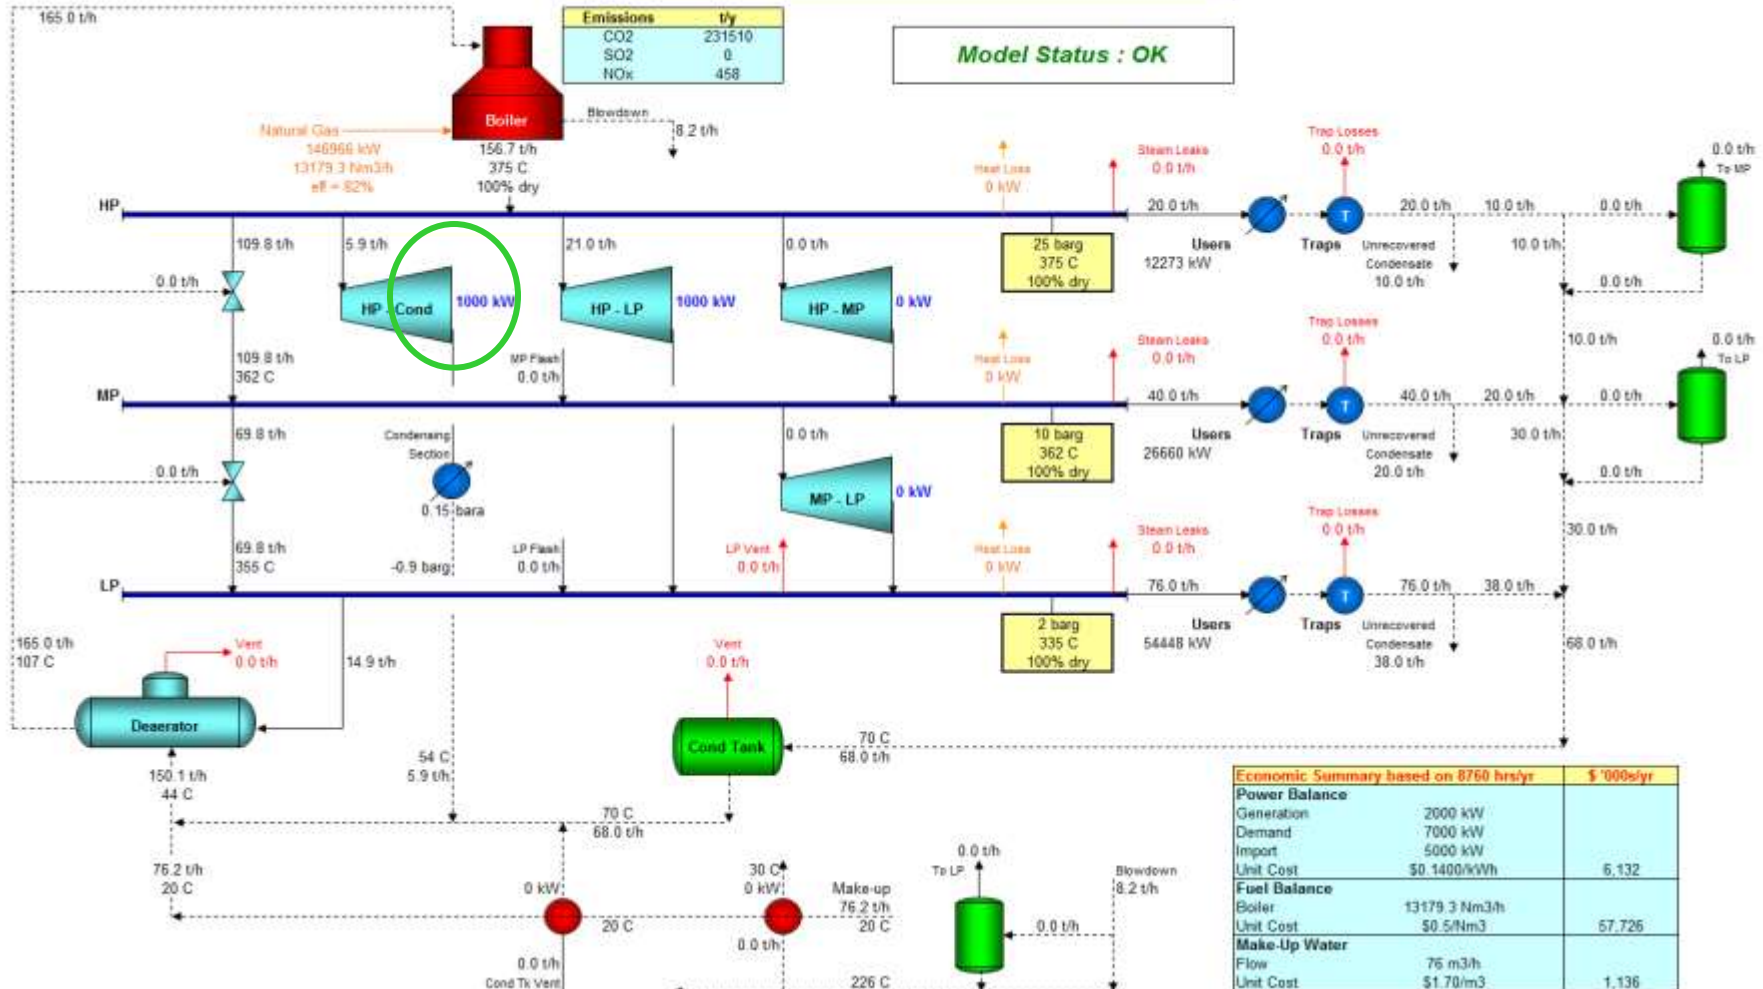 165.0 t/h
Emissions t/y
CO2 231510
SO2 0
NOx 458
Model Status : OK
Boiler
Blowdown
8.2 t/h
Natural Gas
146966 kW
13179.3 Nm3/h
eff = 82%
156.7 t/h
375 C
100% dry
Heat Loss
0 kW
Steam Leaks
0.0 t/h
Trap Losses
0.0 t/h
0.0 t/h
To MP
HP
109.8 t/h
5.9 t/h
21.0 t/h
0.0 t/h
25 barg
375 C
100% dry
20.0 t/h
Users
12273 kW
T
Traps
20.0 t/h
10.0 t/h
0.0 t/h
Unrecovered
Condensate
10.0 t/h
10.0 t/h
0.0 t/h
0.0 t/h
HP - Cond
1000 kW
HP - LP
1000 kW
HP - MP
0 kW
109.8 t/h
362 C
MP Flash
0.0 t/h
Heat Loss
0 kW
Steam Leaks
0.0 t/h
Trap Losses
0.0 t/h
10.0 t/h
0.0 t/h
To LP
MP
69.8 t/h
Condensing
Section
0.15 bara
-0.9 barg
0.0 t/h
10 barg
362 C
100% dry
40.0 t/h
Users
26660 kW
T
Traps
40.0 t/h
20.0 t/h
0.0 t/h
Unrecovered
Condensate
20.0 t/h
30.0 t/h
0.0 t/h
0.0 t/h
MP - LP
0 kW
69.8 t/h
355 C
LP Flash
0.0 t/h
LP Vent
0.0 t/h
Heat Loss
0 kW
Steam Leaks
0.0 t/h
Trap Losses
0.0 t/h
30.0 t/h
LP
2 barg
335 C
100% dry
76.0 t/h
Users
54448 kW
T
Traps
76.0 t/h
38.0 t/h
Unrecovered
Condensate
38.0 t/h
68.0 t/h
165.0 t/h
107 C
Vent
0.0 t/h
14.9 t/h
Deaerator
Vent
0.0 t/h
Cond Tank
70 C
68.0 t/h
54 C
5.9 t/h
150.1 t/h
44 C
70 C
68.0 t/h
76.2 t/h
20 C
0 kW
20 C
0.0 t/h
Cond Tk Vent
30 C
0 kW
0.0 t/h
Make-up
76.2 t/h
20 C
0.0 t/h
To LP
0.0 t/h
Blowdown
8.2 t/h
226 C
Economic Summary based on 8760 hrs/yr $ '000s/yr
Power Balance
Generation 2000 kW
Demand 7000 kW
Import 5000 kW
Unit Cost $0.1400/kWh 6,132
Fuel Balance
Boiler 13179.3 Nm3/h
Unit Cost $0.5/Nm3 57,726
Make-Up Water
Flow 76 m3/h
Unit Cost $1.70/m3 1,136